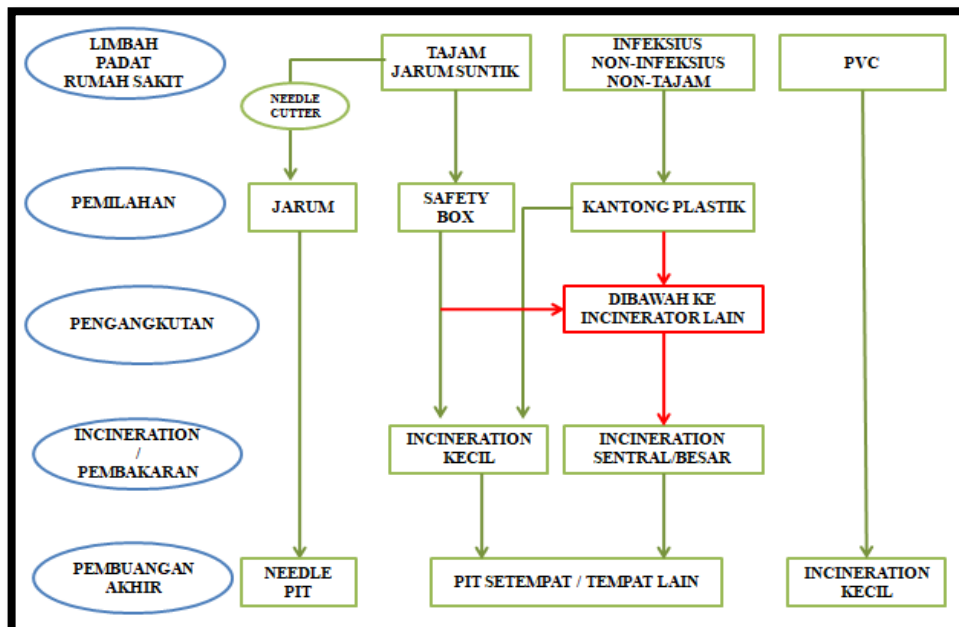 LIMBAH
PADAT
RUMAH SAKIT
TAJAM
JARUM SUNTIK
INFEKSIUS
NON-INFEKSIUS
NON-TAJAM
PVC
NEEDLE
CUTTER
PEMILAHAN
JARUM
SAFETY
BOX
KANTONG PLASTIK
PENGANGKUTAN
DIBAWAH KE
INCINERATOR LAIN
INCINERATION
/
PEMBAKARAN
INCINERATION
KECIL
INCINERATION
SENTRAL/BESAR
PEMBUANGAN
AKHIR
NEEDLE
PIT
PIT SETEMPAT / TEMPAT LAIN
INCINERATION
KECIL